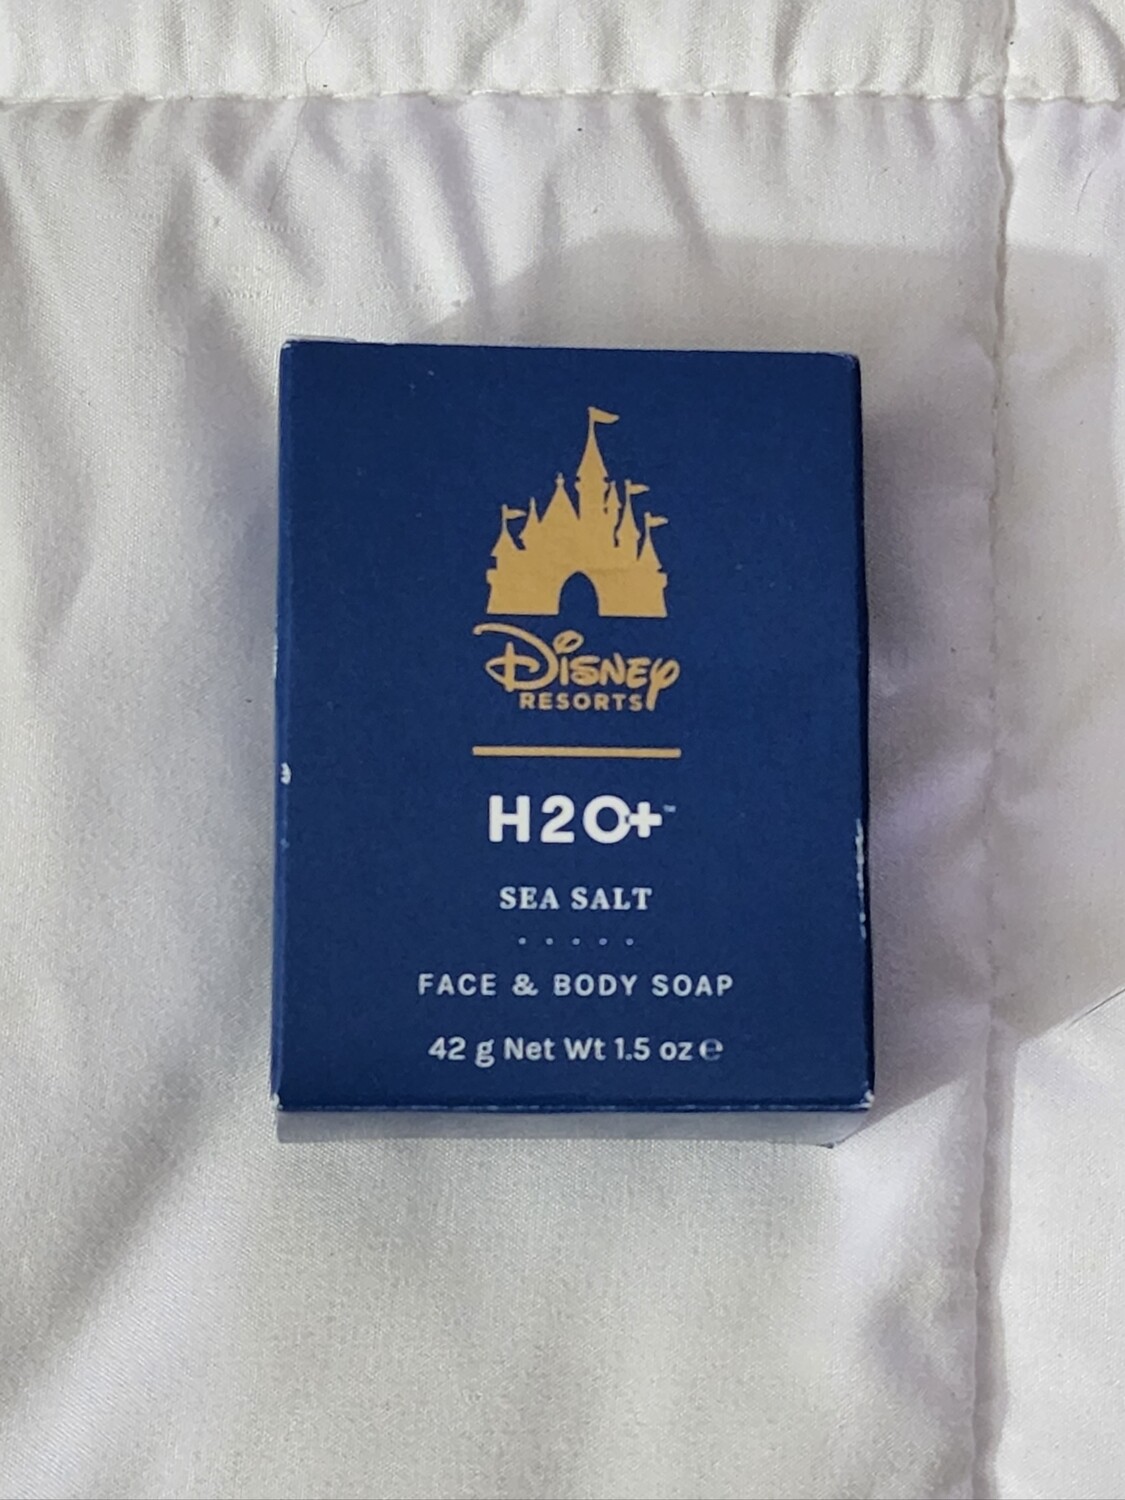 Disney
RESORTS
H2O+™
SEA SALT
FACE & BODY SOAP
42 g Net Wt 1.5 oz ℮